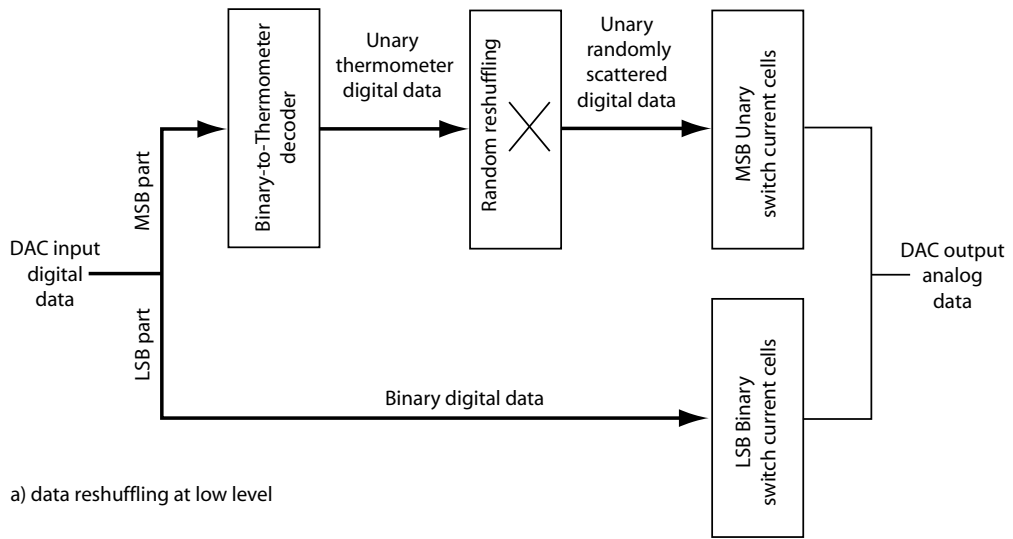 Unary
thermometer
digital data
Unary
randomly
scattered
digital data
Binary-to-Thermometer
decoder
Random reshuffling
MSB Unary
switch current cells
MSB part
DAC input
digital
data
DAC output
analog
data
LSB part
Binary digital data
LSB Binary
switch current cells
a) data reshuffling at low level